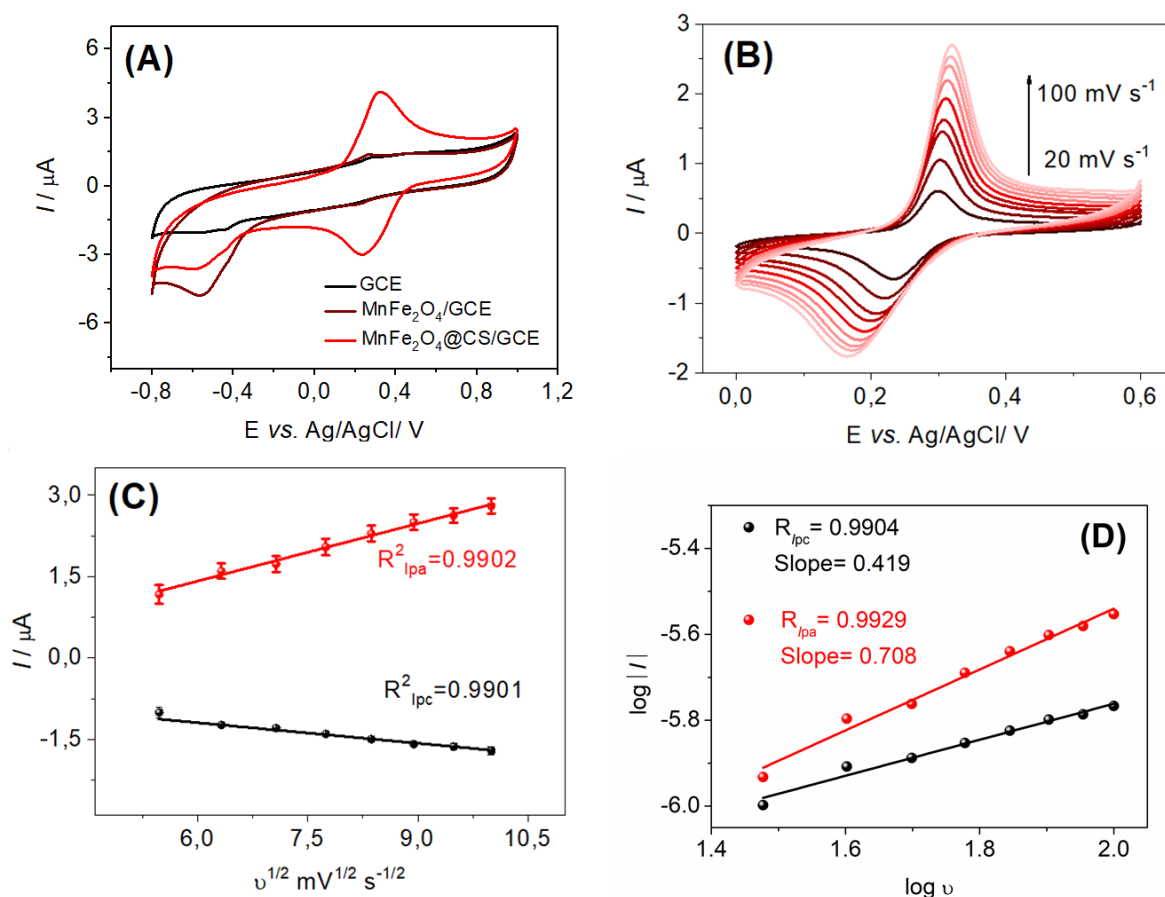 (A)
6
3
0
-3
-6
I / μA
GCE
MnFe₂O₄/GCE
MnFe₂O₄@CS/GCE
-0,8 -0,4 0,0 0,4 0,8 1,2
E vs. Ag/AgCl/ V
(B)
3
2
1
0
-1
-2
I / μA
100 mV s⁻¹
20 mV s⁻¹
0,0 0,2 0,4 0,6
E vs. Ag/AgCl/ V
(C)
3,0
1,5
0,0
-1,5
I / μA
R²Ipa=0.9902
R²Ipc=0.9901
6,0 7,5 9,0 10,5
υ¹/² mV¹/² s⁻¹/²
(D)
R Ipc= 0.9904
Slope= 0.419
R Ipa= 0.9929
Slope= 0.708
-5.4
-5.6
-5.8
-6.0
log | I |
1.4 1.6 1.8 2.0
log υ